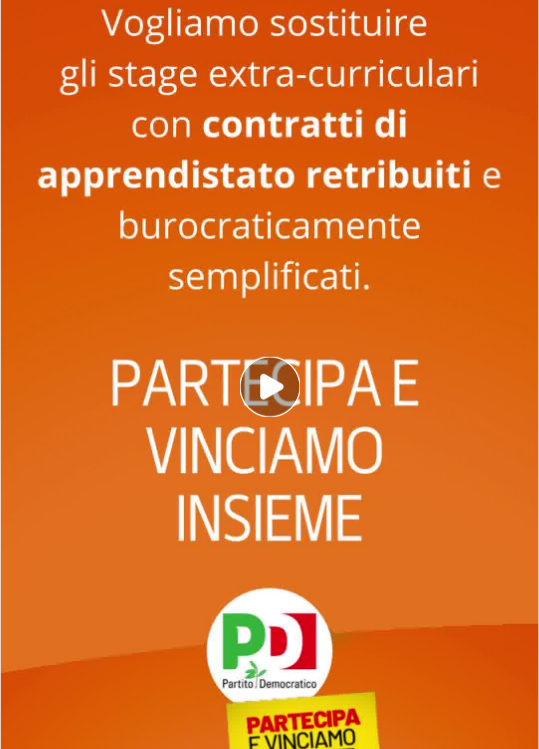 Vogliamo sostituire
gli stage extra-curriculari
con contratti di
apprendistato retribuiti e
burocraticamente
semplificati.
PARTECIPA E
VINCIAMO
INSIEME
PD
Partito Democratico
PARTECIPA
E VINCIAMO